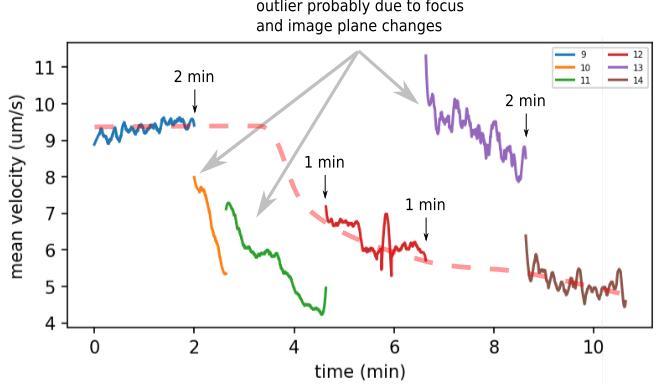 outlier probably due to focus
and image plane changes
9 12
10 13
11 14
2 min
2 min
1 min
1 min
mean velocity (um/s)
11
10
9
8
7
6
5
4
0 2 4 6 8 10
time (min)